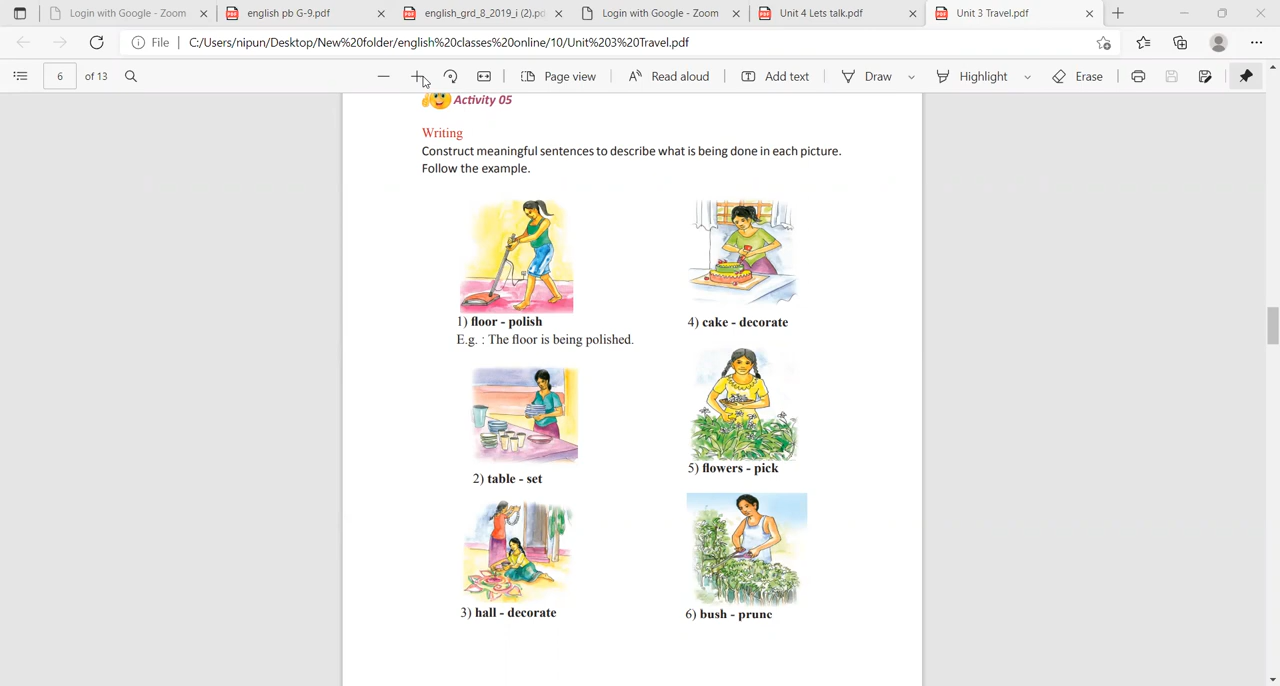 Login with Google - Zoom
english pb G-9.pdf
english_grd_8_2019_i (2).pd
Login with Google - Zoom
Unit 4 Lets talk.pdf
Unit 3 Travel.pdf
File
C:/Users/nipun/Desktop/New%20folder/english%20classes%20online/10/Unit%203%20Travel.pdf
6 of 13
Page view
Read aloud
Add text
Draw
Highlight
Erase
Activity 05
Writing
Construct meaningful sentences to describe what is being done in each picture.
Follow the example.
1) floor - polish
E.g. : The floor is being polished.
2) table - set
3) hall - decorate
4) cake - decorate
5) flowers - pick
6) bush - prune